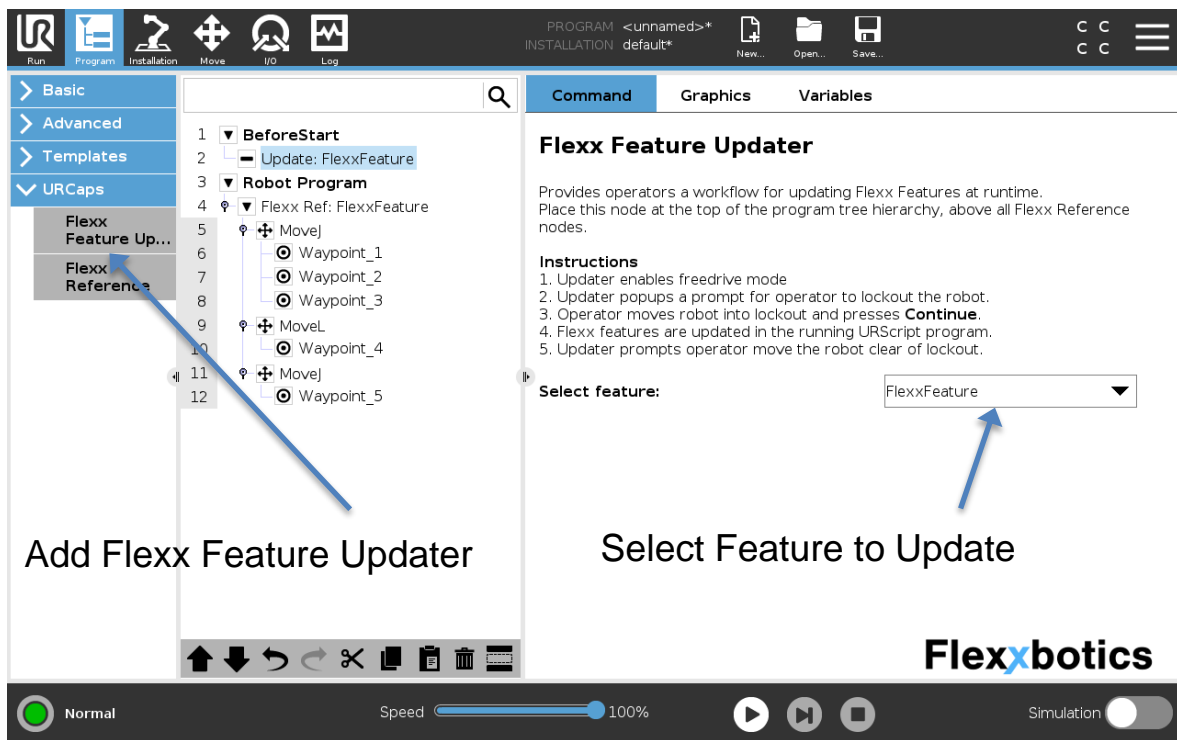 UR
PROGRAM <unnamed>*
INSTALLATION default*
C C
C C
Run Program Installation Move I/O Log New... Open... Save...
Basic
Advanced
Templates
URCaps
Flexx
Feature Up...
Flexx
Reference
1 BeforeStart
2 Update: FlexxFeature
3 Robot Program
4 Flexx Ref: FlexxFeature
5 MoveJ
6 Waypoint_1
7 Waypoint_2
8 Waypoint_3
9 MoveL
10 Waypoint_4
11 MoveJ
12 Waypoint_5
Command Graphics Variables
Flexx Feature Updater
Provides operators a workflow for updating Flexx Features at runtime.
Place this node at the top of the program tree hierarchy, above all Flexx Reference
nodes.
Instructions
1. Updater enables freedrive mode
2. Updater popups a prompt for operator to lockout the robot.
3. Operator moves robot into lockout and presses Continue.
4. Flexx features are updated in the running URScript program.
5. Updater prompts operator move the robot clear of lockout.
Select feature: FlexxFeature
Add Flexx Feature Updater
Select Feature to Update
Flexxbotics
Normal
Speed 100%
Simulation